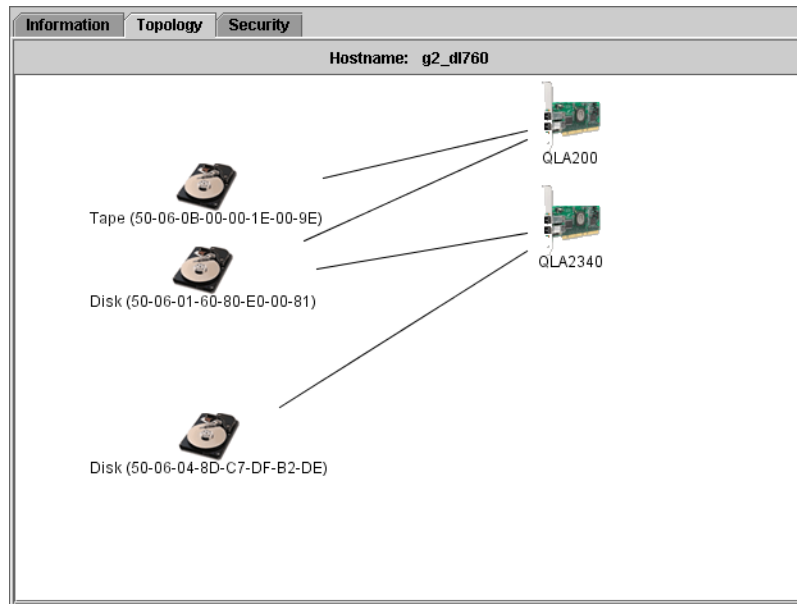 Information Topology Security
Hostname: g2_dl760
QLA200
Tape (50-06-0B-00-00-1E-00-9E)
QLA2340
Disk (50-06-01-60-80-E0-00-81)
Disk (50-06-04-8D-C7-DF-B2-DE)